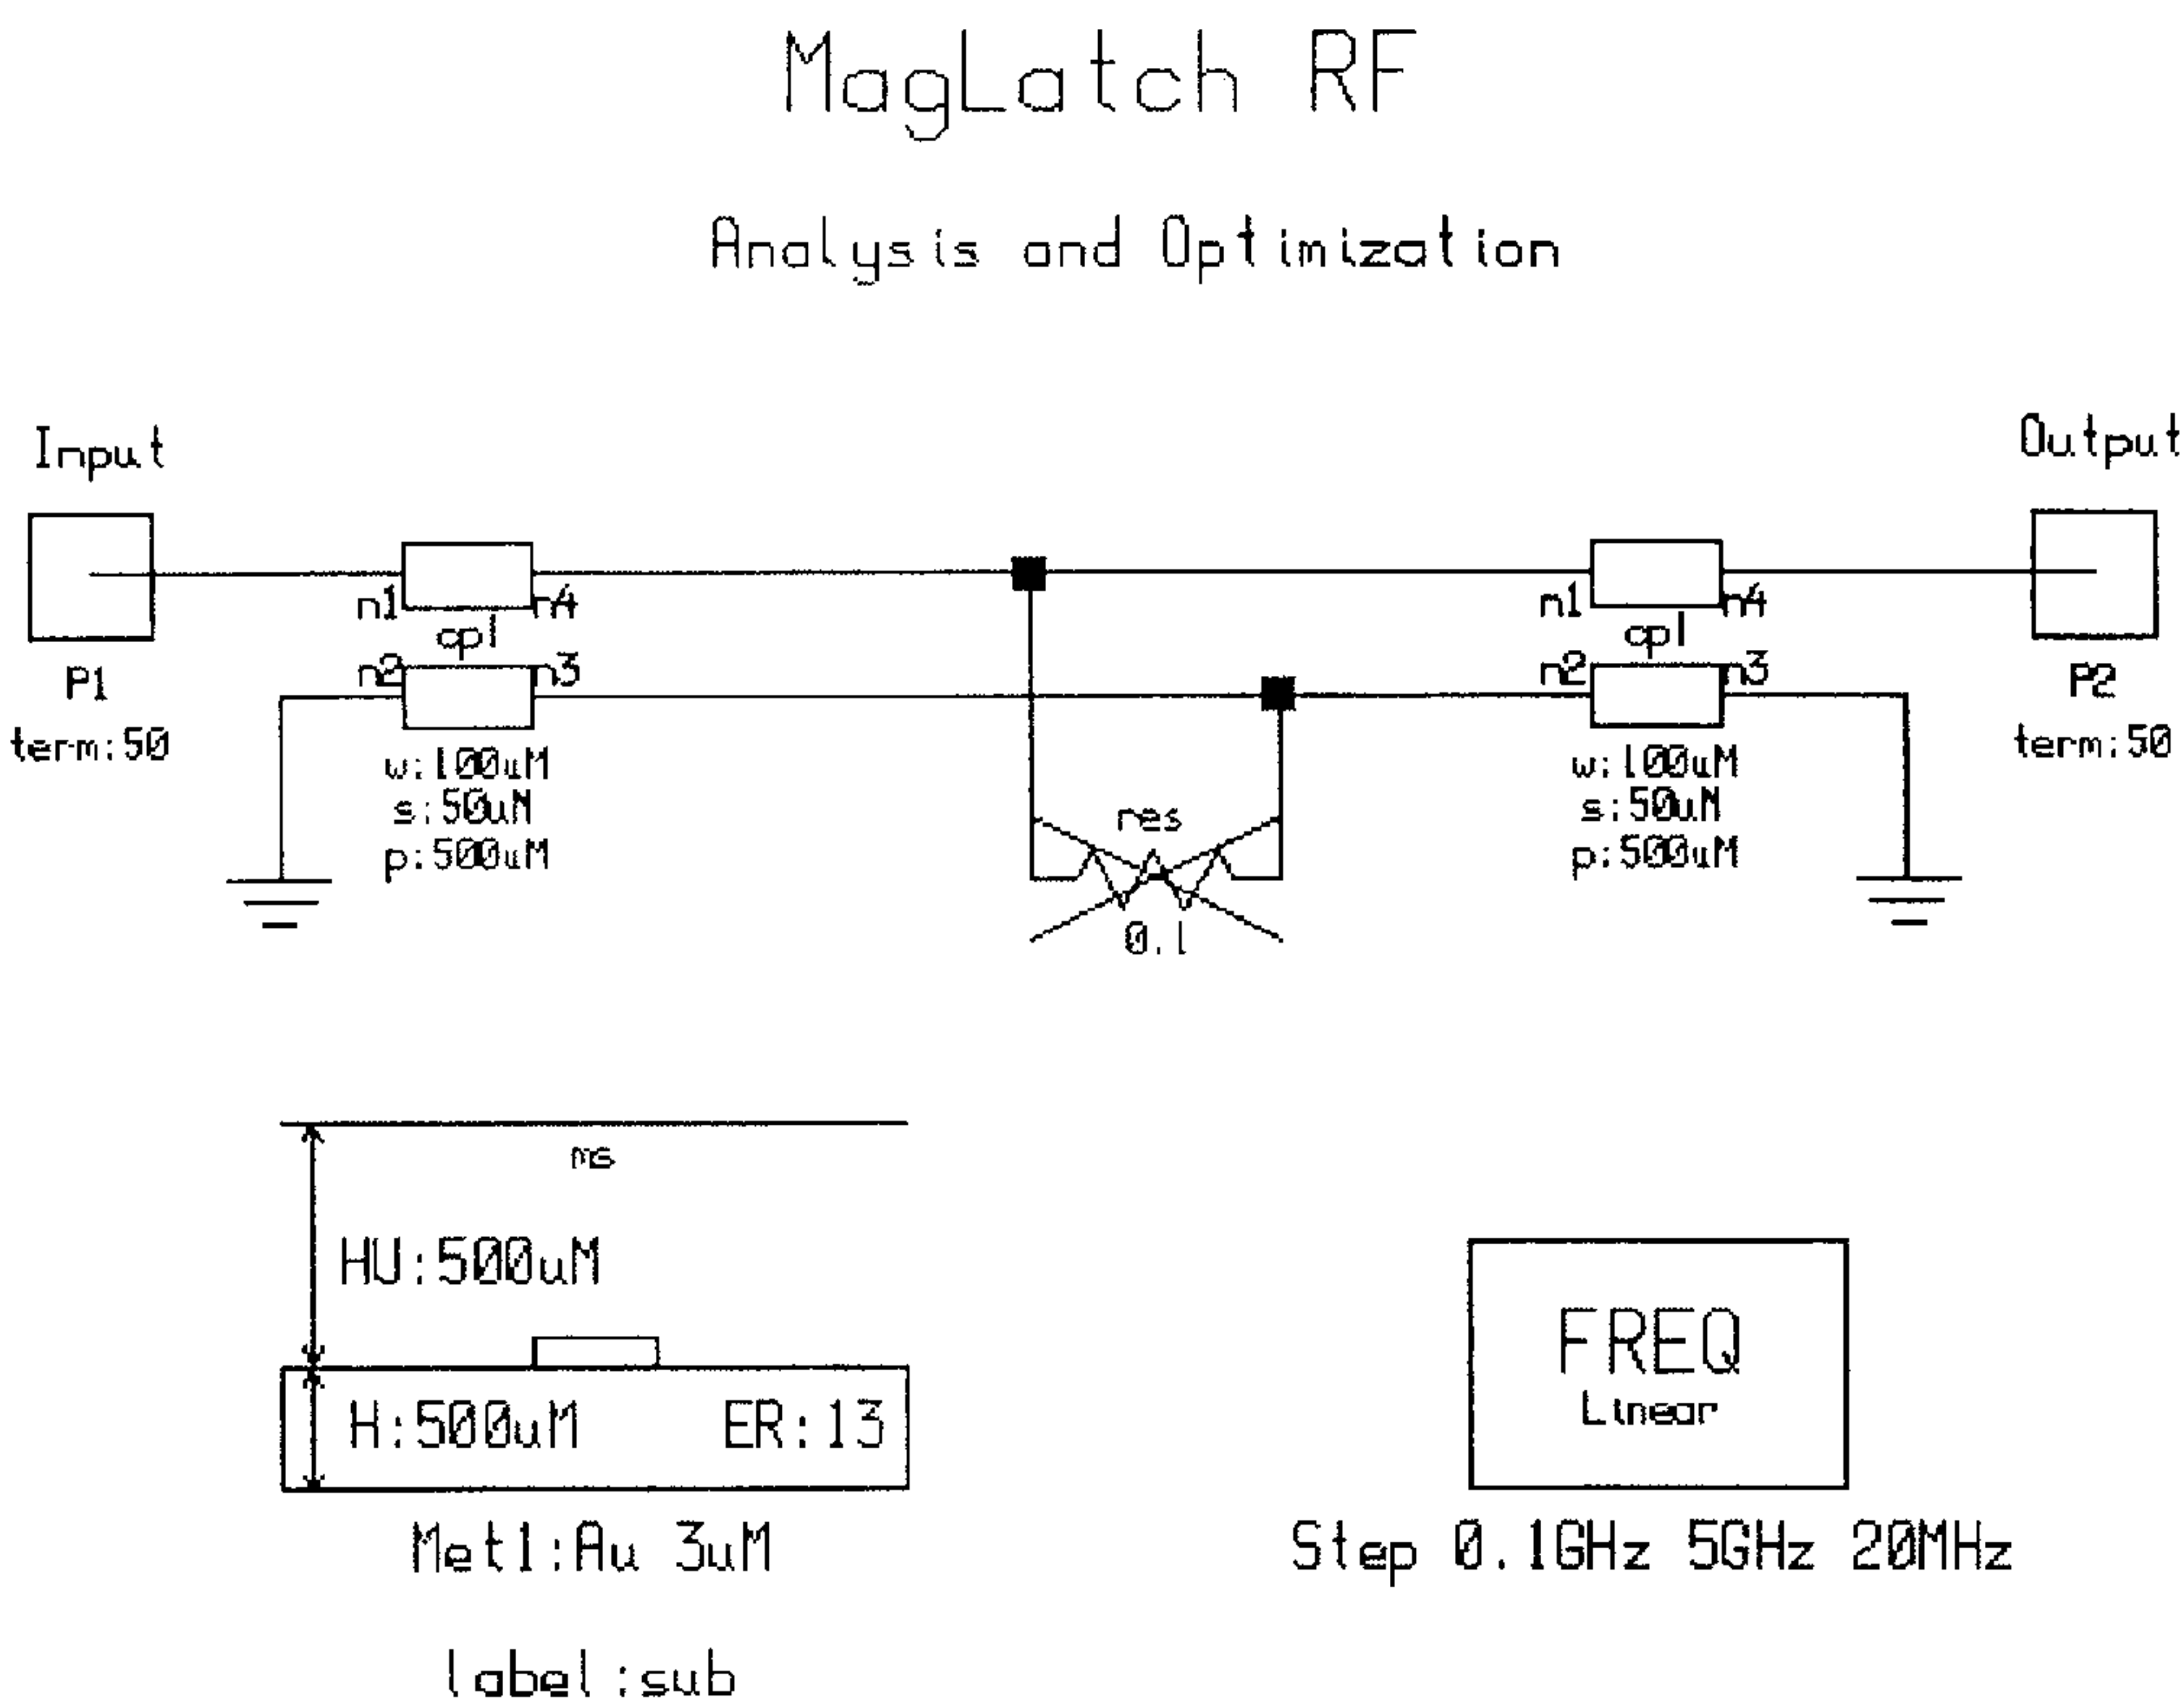 MagLatch RF
Analysis and Optimization
Input
Output
n1 n4
cpl
n2 n3
n1 n4
cpl
n2 n3
P1
term:50
P2
term:50
w:100uM
s:50uM
p:500uM
w:100uM
s:50uM
p:500uM
res
0.1
ms
HU:500uM
H:500uM ER:13
Met1:Au 3uM
label:sub
FREQ
Linear
Step 0.1GHz 5GHz 20MHz